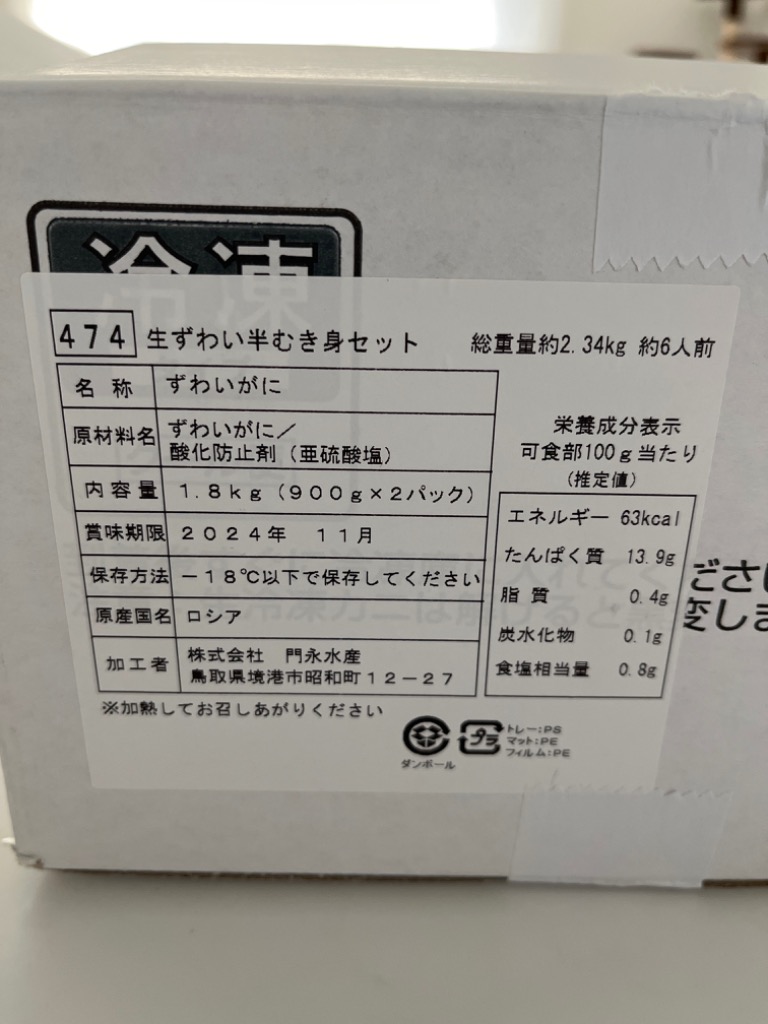 冷凍
474 生ずわい半むき身セット 総重量約2.34kg 約6人前
名称 ずわいがに
原材料名 ずわいがに／
酸化防止剤（亜硫酸塩）
内容量 1.8kg（900g×2パック）
賞味期限 2024年 11月
保存方法 －18℃以下で保存してください
原産国名 ロシア
加工者 株式会社 門永水産
鳥取県境港市昭和町12－27
※加熱してお召しあがりください
栄養成分表示
可食部100g当たり
（推定値）
エネルギー 63kcal
たんぱく質 13.9g
脂質 0.4g
炭水化物 0.1g
食塩相当量 0.8g
ダンボール
プラ
トレー:PS
マット:PE
フィルム:PE
ださい
変しま